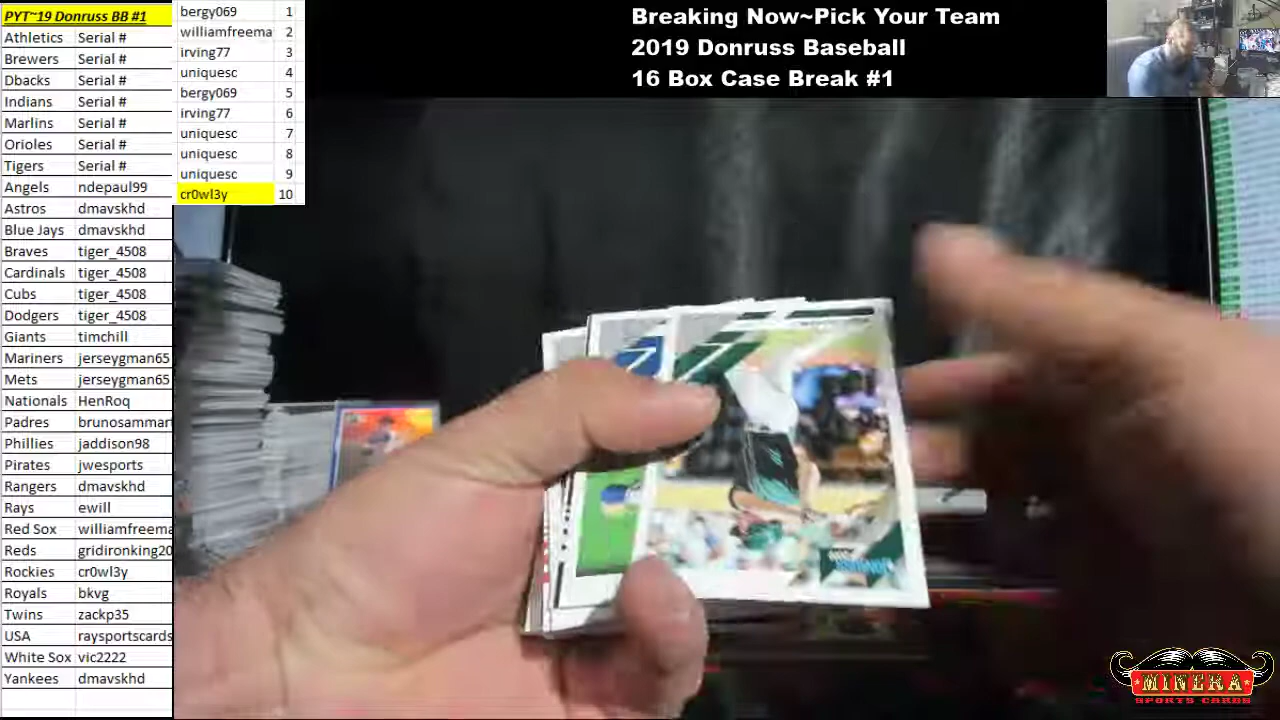 PYT~19 Donruss BB #1
Athletics Serial #
Brewers Serial #
Dbacks Serial #
Indians Serial #
Marlins Serial #
Orioles Serial #
Tigers Serial #
Angels ndepaul99
Astros dmavskhd
Blue Jays dmavskhd
Braves tiger_4508
Cardinals tiger_4508
Cubs tiger_4508
Dodgers tiger_4508
Giants timchill
Mariners jerseygman65
Mets jerseygman65
Nationals HenRoq
Padres brunosammar
Phillies jaddison98
Pirates jwesports
Rangers dmavskhd
Rays ewill
Red Sox williamfreema
Reds gridironking20
Rockies cr0wl3y
Royals bkvg
Twins zackp35
USA raysportscards
White Sox vic2222
Yankees dmavskhd
bergy069 1
williamfreema 2
irving77 3
uniquesc 4
bergy069 5
irving77 6
uniquesc 7
uniquesc 8
uniquesc 9
cr0wl3y 10
Breaking Now~Pick Your Team
2019 Donruss Baseball
16 Box Case Break #1
MINERA
SPORTS CARDS